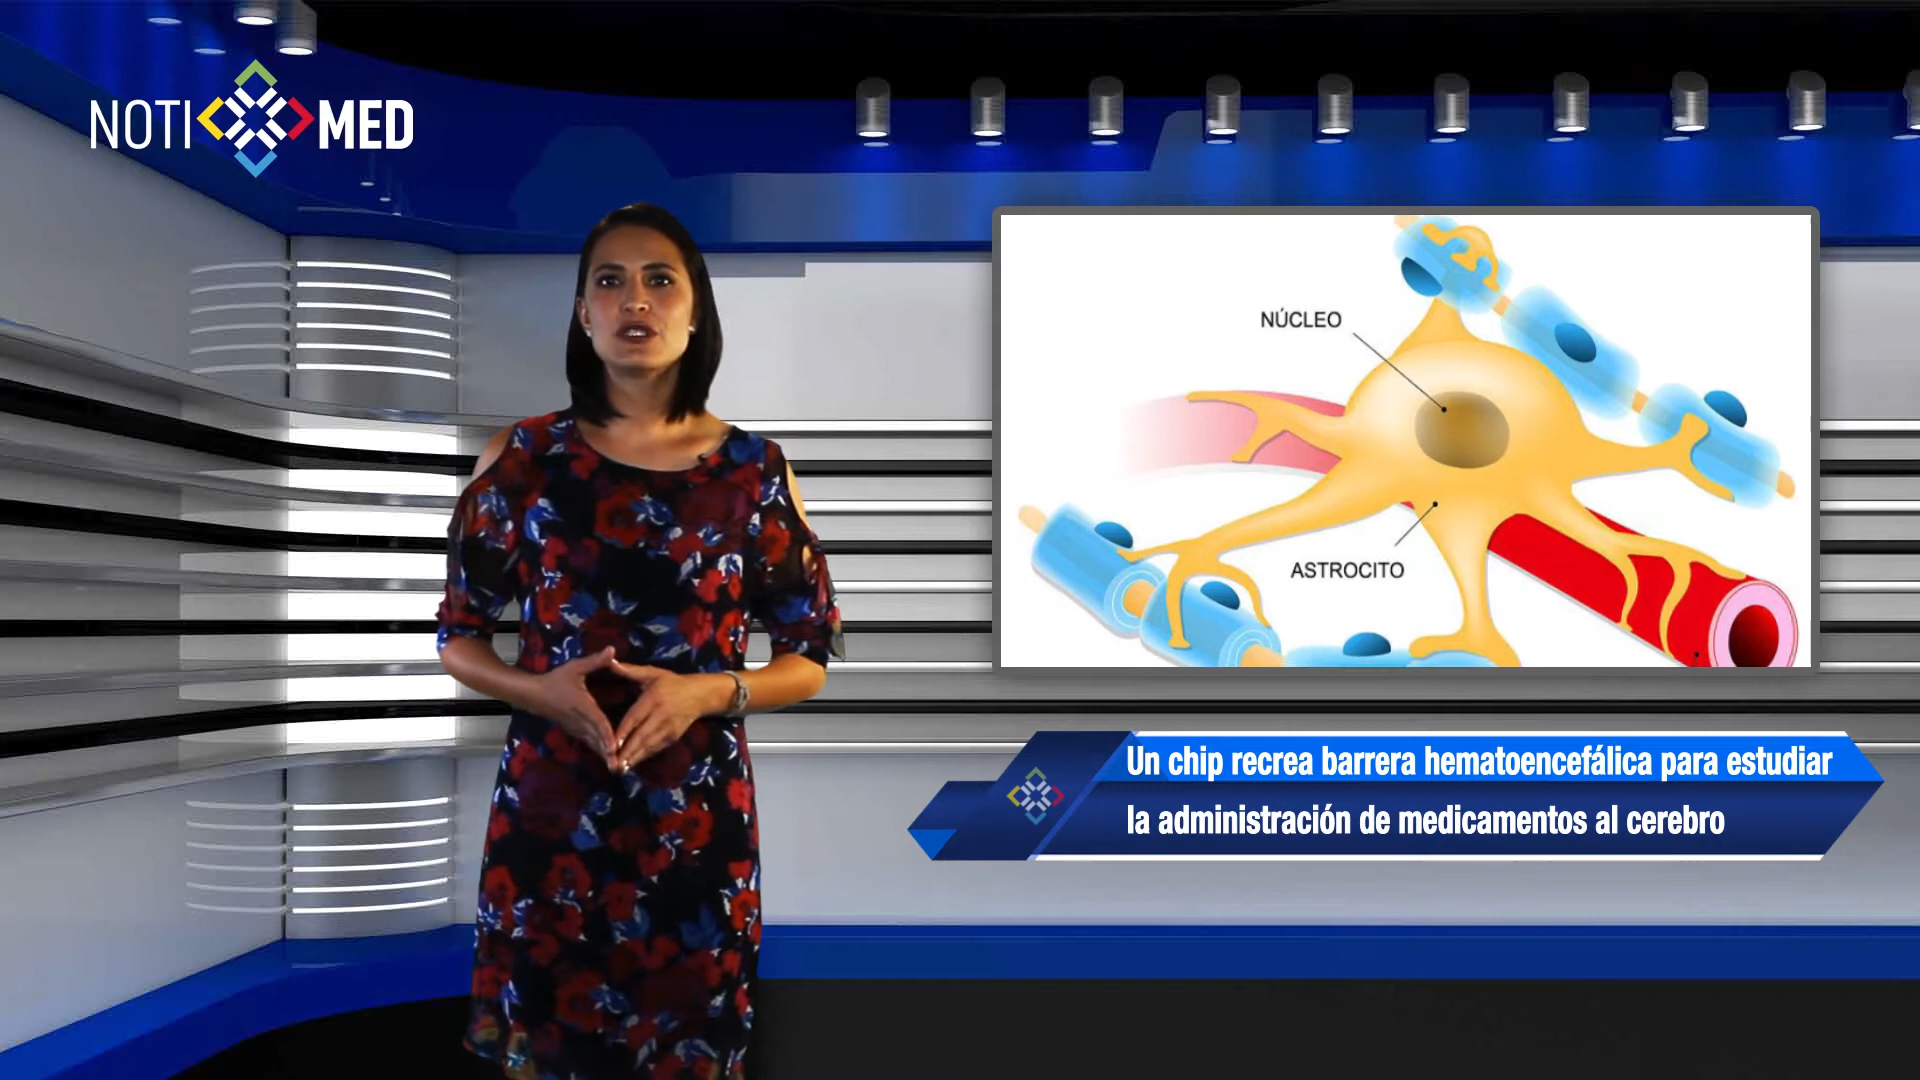 NOTI MED
NÚCLEO
ASTROCITO
Un chip recrea barrera hematoencefálica para estudiar
la administración de medicamentos al cerebro